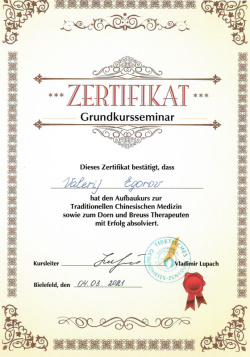 *** ZERTIFIKAT ***
Grundkursseminar
Dieses Zertifikat bestätigt, dass
Valerij Egorov
hat den Aufbaukurs zur
Traditionellen Chinesischen Medizin
sowie zum Dorn und Breuss Therapeuten
mit Erfolg absolviert.
Kursleiter Vladimir Lupach
Bielefeld, den 04.03.2021